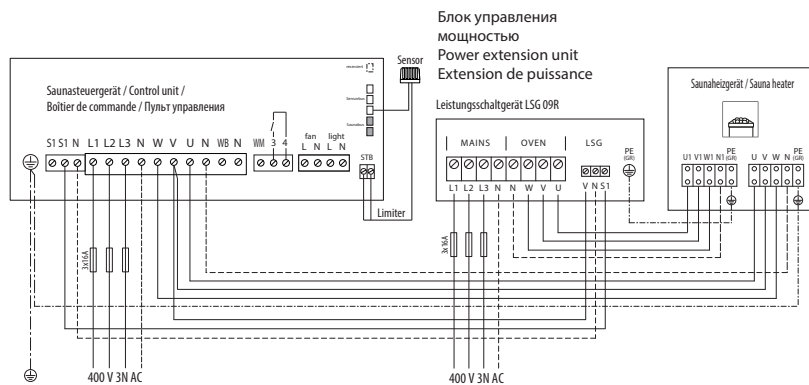 Блок управления
мощностью
Power extension unit
Extension de puissance
Saunasteuergerät / Control unit /
Boîtier de commande / Пульт управления
Sensor
Sensorbus
Saunabus
S1 S1 N L1 L2 L3 N W V U N WB N
WM 3 4
fan light
L N L N
STB
Limiter
3x16A
400 V 3N AC
Leistungsschaltgerät LSG 09R
MAINS OVEN LSG
PE
(GR)
L1 L2 L3 N N W V U
V N S1
3x16A
400 V 3N AC
Saunaheizgerät / Sauna heater
U1 V1 W1 N1 PE
(GR)
U V W N PE
(GR)